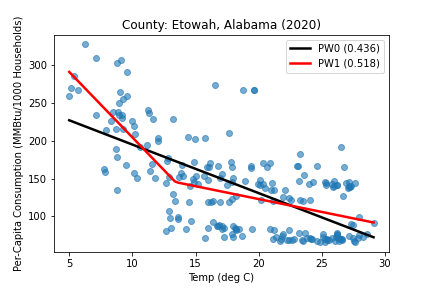 County: Etowah, Alabama (2020)
PW0 (0.436)
PW1 (0.518)
Per-Capita Consumption (MMBtu/1000 Households)
300
250
200
150
100
5
10
15
20
25
30
Temp (deg C)